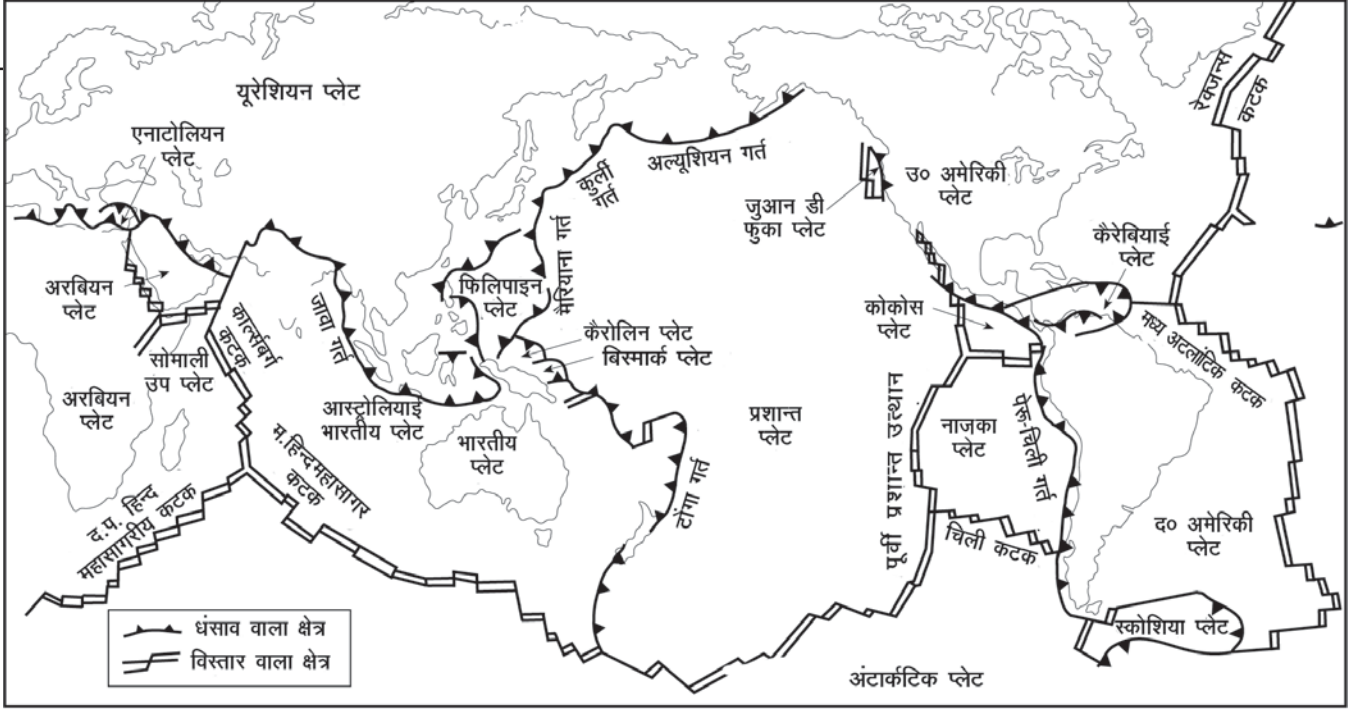 यूरेशियन प्लेट
एनाटोलियन
प्लेट
अरबियन
प्लेट
सोमाली
उप प्लेट
अरबियन
प्लेट
कार्ल्सबर्ग
कटक
जावा गर्त
आस्ट्रोलियाई
भारतीय प्लेट
भारतीय
प्लेट
म.हिन्दमहासागर
कटक
द.प. हिन्द
महासागरीय कटक
फिलिपाइन
प्लेट
मैरियाना गर्त
कुर्ली
गर्त
अल्यूशियन गर्त
कैरोलिन प्लेट
बिस्मार्क प्लेट
टोंगा गर्त
प्रशान्त
प्लेट
जुआन डी
फुका प्लेट
उ० अमेरिकी
प्लेट
कैरेबियाई
प्लेट
कोकोस
प्लेट
रेक्जन्स
कटक
मध्य अटलांटिक कटक
पूर्वी प्रशान्त उत्थान
नाजका
प्लेट
पेरू-चिली गर्त
चिली कटक
द० अमेरिकी
प्लेट
स्कोशिया प्लेट
अंटार्कटिक प्लेट
धंसाव वाला क्षेत्र
विस्तार वाला क्षेत्र